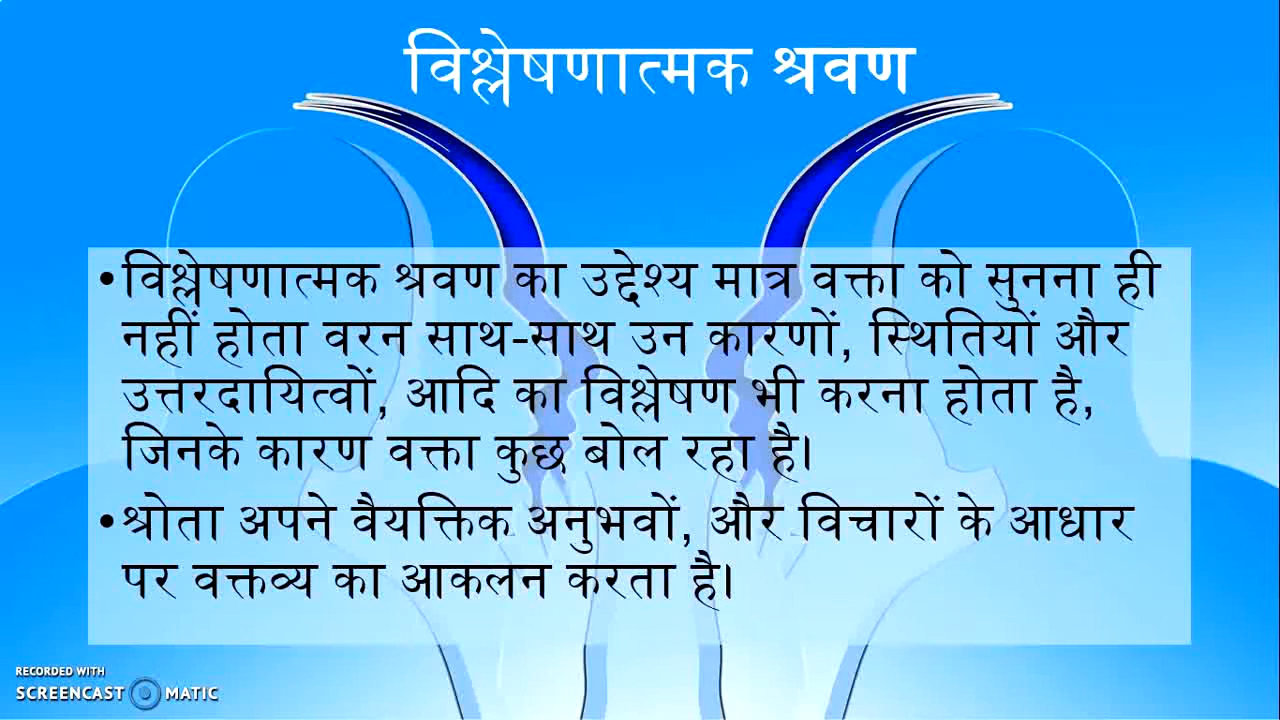 विश्लेषणात्मक श्रवण
•विश्लेषणात्मक श्रवण का उद्देश्य मात्र वक्ता को सुनना ही
नहीं होता वरन साथ-साथ उन कारणों, स्थितियों और
उत्तरदायित्वों, आदि का विश्लेषण भी करना होता है,
जिनके कारण वक्ता कुछ बोल रहा है।
•श्रोता अपने वैयक्तिक अनुभवों, और विचारों के आधार
पर वक्तव्य का आकलन करता है।
RECORDED WITH
SCREENCAST MATIC